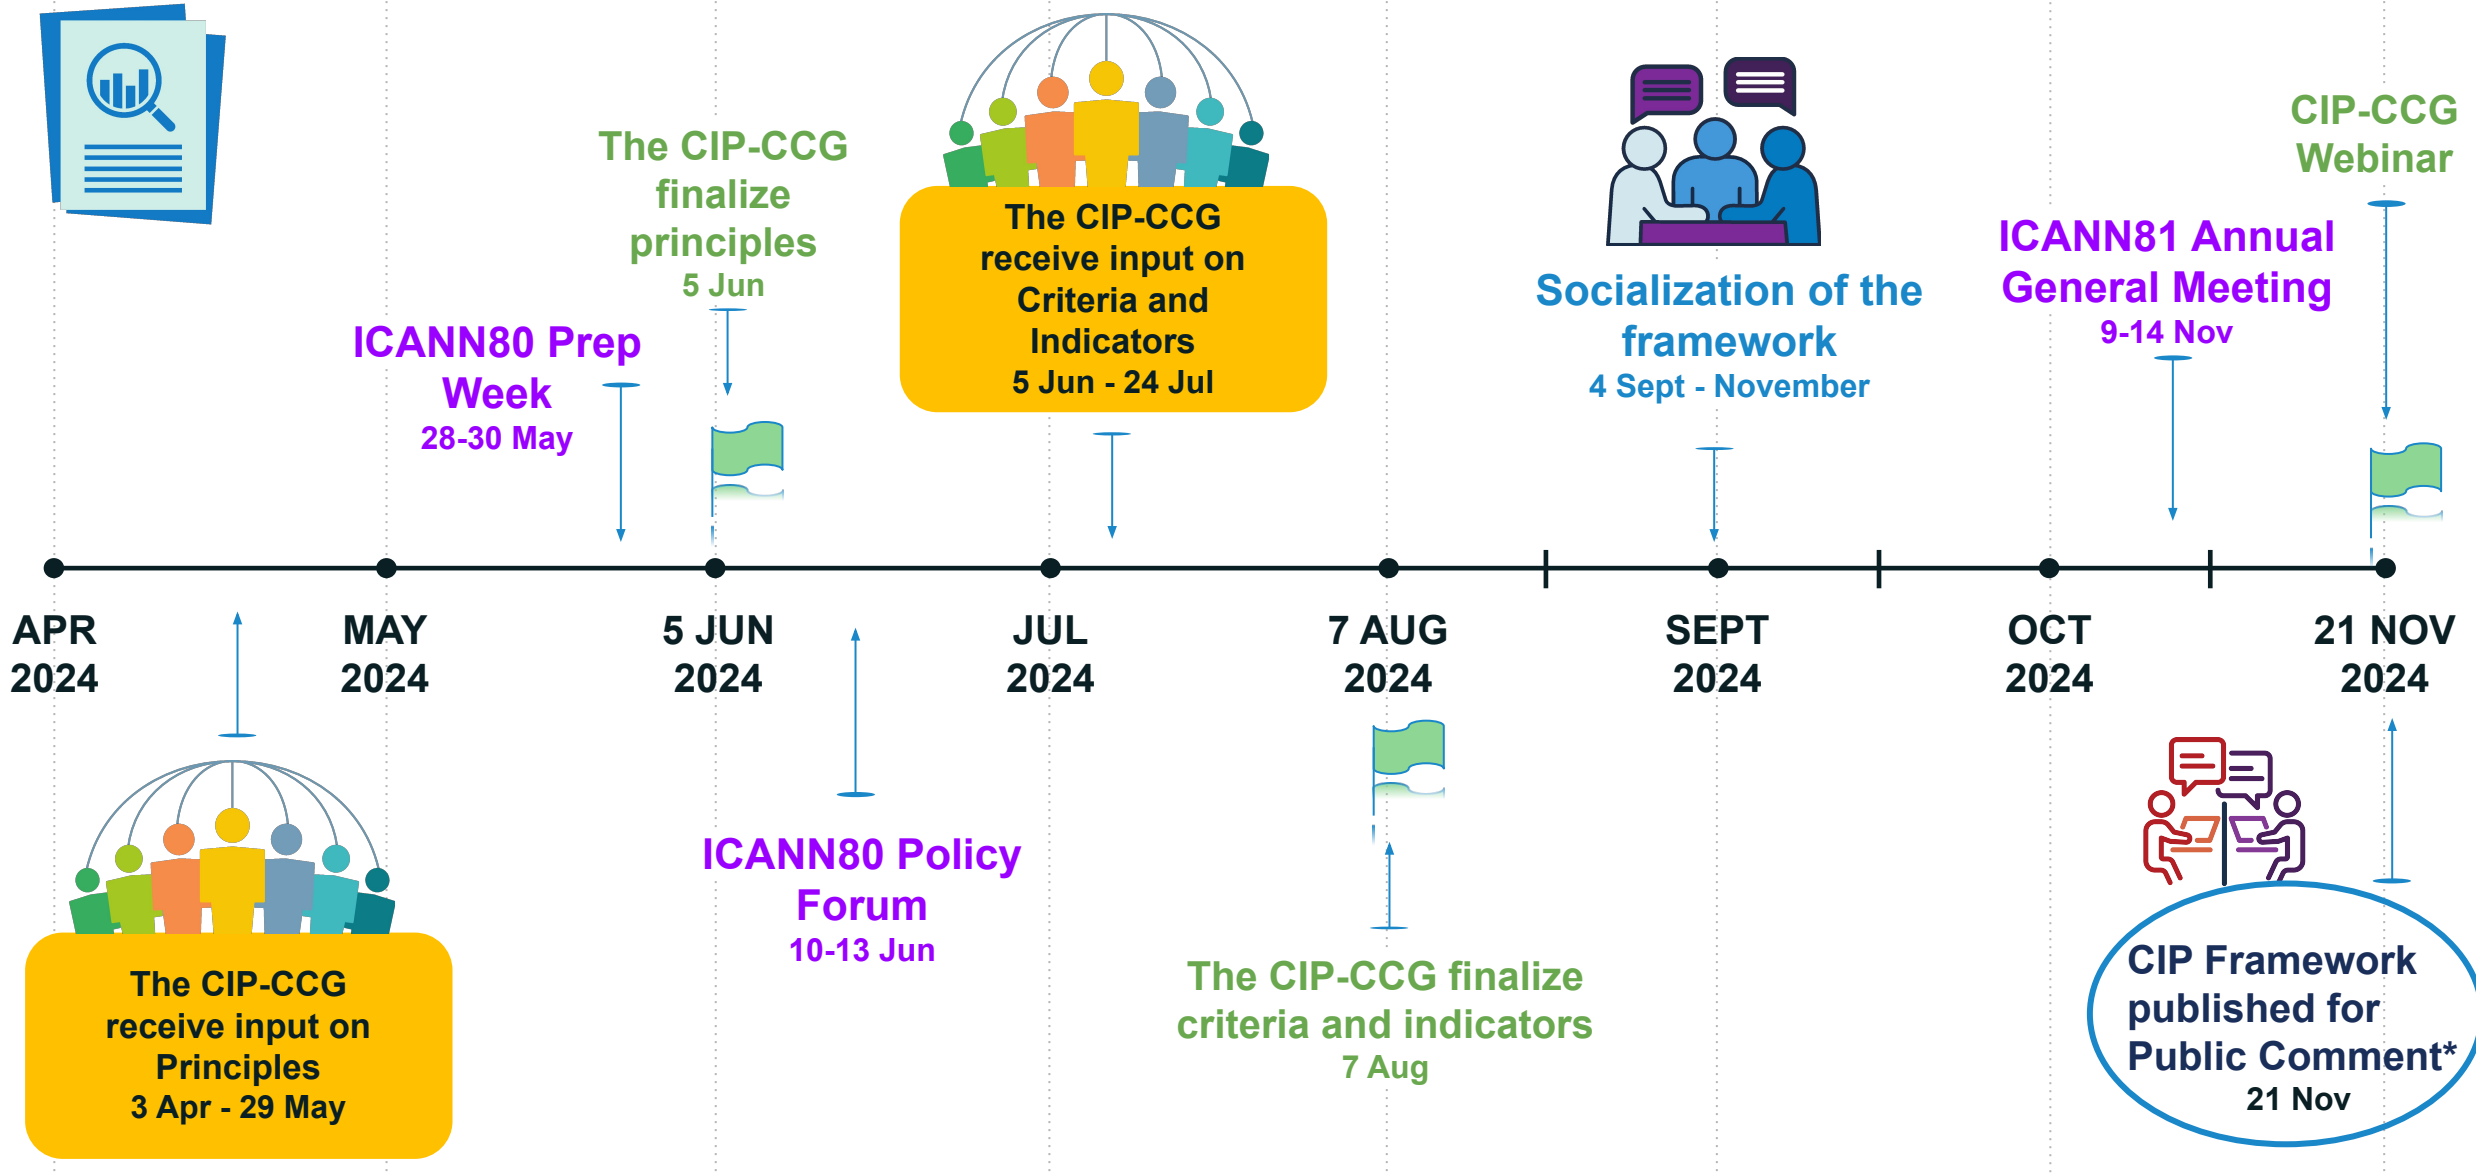 The CIP-CCG
finalize
principles
5 Jun
ICANN80 Prep
Week
28-30 May
The CIP-CCG
receive input on
Criteria and
Indicators
5 Jun - 24 Jul
Socialization of the
framework
4 Sept - November
ICANN81 Annual
General Meeting
9-14 Nov
CIP-CCG
Webinar
APR
2024
MAY
2024
5 JUN
2024
JUL
2024
7 AUG
2024
SEPT
2024
OCT
2024
21 NOV
2024
The CIP-CCG
receive input on
Principles
3 Apr - 29 May
ICANN80 Policy
Forum
10-13 Jun
The CIP-CCG finalize
criteria and indicators
7 Aug
CIP Framework
published for
Public Comment*
21 Nov